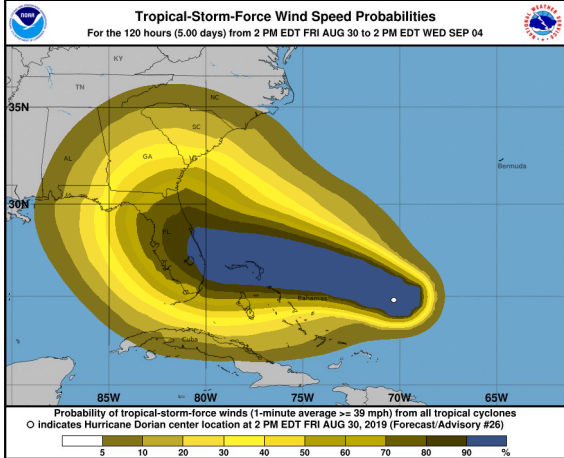 Tropical-Storm-Force Wind Speed Probabilities
For the 120 hours (5.00 days) from 2 PM EDT FRI AUG 30 to 2 PM EDT WED SEP 04
NOAA
KY
TN
NC
35N
SC
AL
GA
Bermuda
30N
FL
Bahamas
Cuba
85W 80W 75W 70W 65W
Probability of tropical-storm-force winds (1-minute average >= 39 mph) from all tropical cyclones
O indicates Hurricane Dorian center location at 2 PM EDT FRI AUG 30, 2019 (Forecast/Advisory #26)
5 10 20 30 40 50 60 70 80 90 %